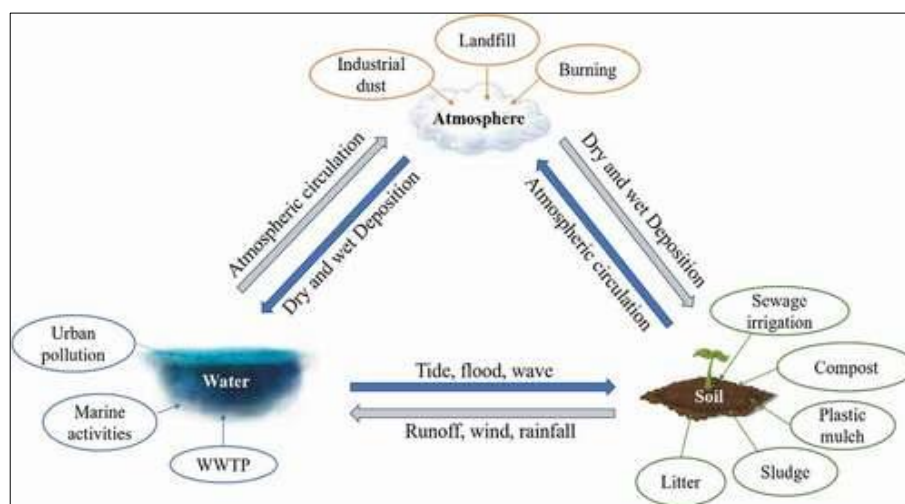 Landfill
Industrial
dust
Burning
Atmosphere
Atmospheric circulation
Dry and wet Deposition
Atmospheric circulation
Dry and wet Deposition
Urban
pollution
Marine
activities
WWTP
Water
Tide, flood, wave
Runoff, wind, rainfall
Sewage
irrigation
Compost
Plastic
mulch
Soil
Sludge
Litter